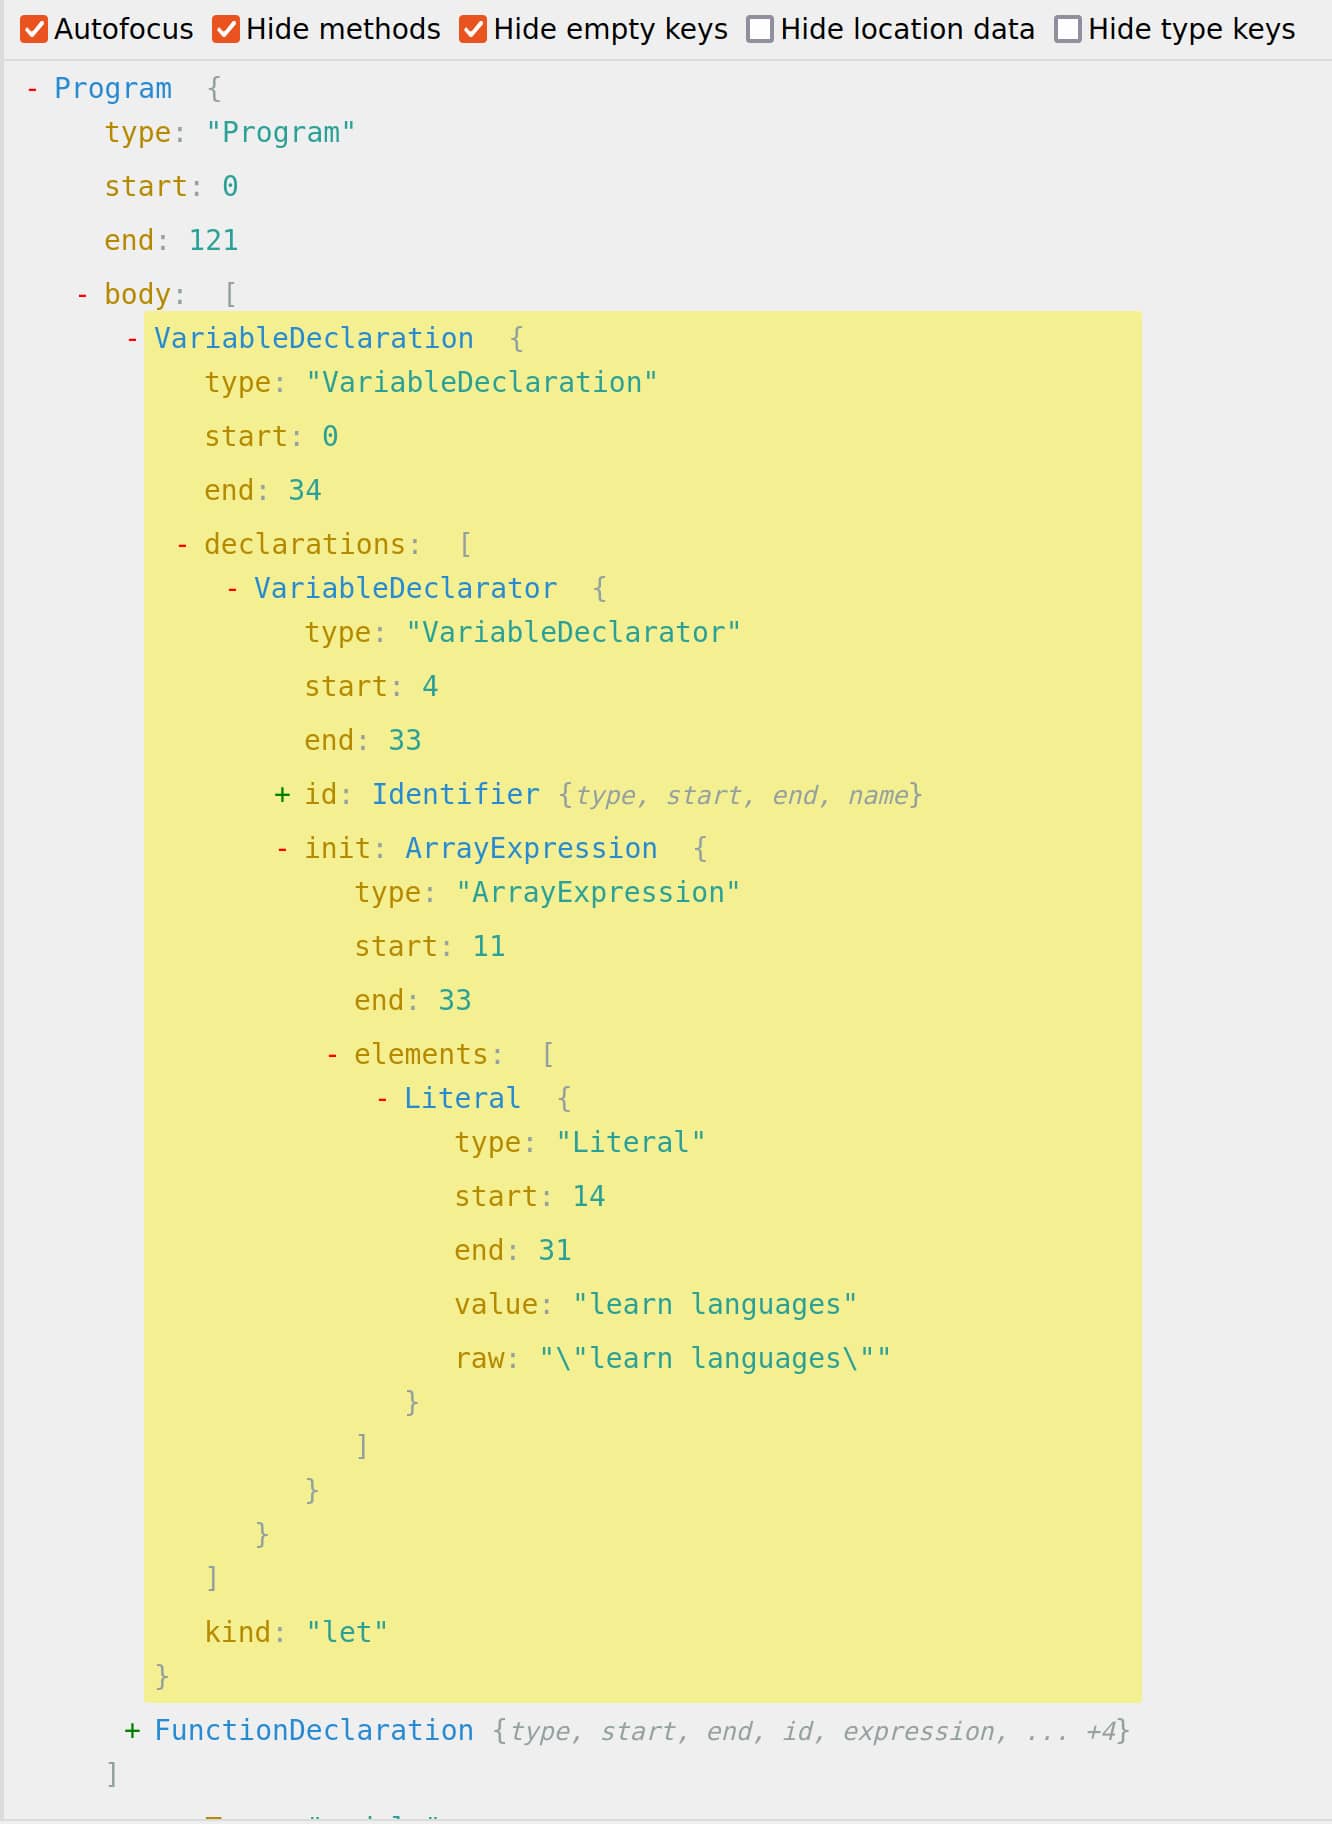 Autofocus Hide methods Hide empty keys Hide location data Hide type keys
- Program {
type: "Program"
start: 0
end: 121
- body: [
- VariableDeclaration {
type: "VariableDeclaration"
start: 0
end: 34
- declarations: [
- VariableDeclarator {
type: "VariableDeclarator"
start: 4
end: 33
+ id: Identifier {type, start, end, name}
- init: ArrayExpression {
type: "ArrayExpression"
start: 11
end: 33
- elements: [
- Literal {
type: "Literal"
start: 14
end: 31
value: "learn languages"
raw: "\"learn languages\""
}
]
}
}
]
kind: "let"
}
+ FunctionDeclaration {type, start, end, id, expression, ... +4}
]